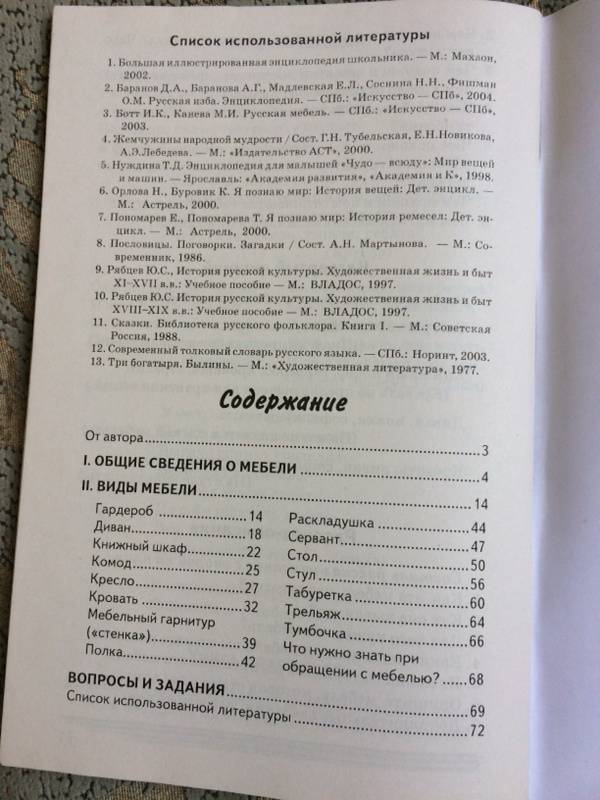 Список использованной литературы
1. Большая иллюстрированная энциклопедия школьника. — М.: Махаон,
2002.
2. Баранов Д.А., Баранова А.Г., Мадлевская Е.Л., Соснина Н.Н., Фишман
О.М. Русская изба. Энциклопедия. — СПб.: «Искусство — СПб», 2004.
3. Ботт И.К., Канева М.И. Русская мебель. — СПб.: «Искусство — СПб»,
2003.
4. Жемчужины народной мудрости / Сост. Г.Н. Тубельская, Е.Н.Новикова,
А.Э.Лебедева. — М.: «Издательство АСТ», 2000.
5. Нуждина Т.Д. Энциклопедия для малышей «Чудо — всюду»: Мир вещей
и машин. — Ярославль: «Академия развития», «Академия и К», 1998.
6. Орлова Н., Буровик К. Я познаю мир: История вещей: Дет. энцикл. —
М.: Астрель, 2000.
7. Пономарев Е., Пономарева Т. Я познаю мир: История ремесел: Дет. эн-
цикл. — М.: Астрель, 2000.
8. Пословицы. Поговорки. Загадки / Сост. А.Н. Мартынова. — М.: Со-
временник, 1986.
9. Рябцев Ю.С., История русской культуры. Художественная жизнь и быт
XI–XVII в.в.: Учебное пособие — М.: ВЛАДОС, 1997.
10. Рябцев Ю.С. История русской культуры. Художественная жизнь и быт
XVIII–XIX в.в.: Учебное пособие — М.: ВЛАДОС, 1997.
11. Сказки. Библиотека русского фольклора. Книга I. — М.: Советская
Россия, 1988.
12. Современный толковый словарь русского языка. — СПб.: Норинт, 2003.
13. Три богатыря. Былины. — М.: «Художественная литература», 1977.
Содержание
От автора 3
I. ОБЩИЕ СВЕДЕНИЯ О МЕБЕЛИ 4
II. ВИДЫ МЕБЕЛИ 14
Гардероб 14
Диван 18
Книжный шкаф 22
Комод 25
Кресло 27
Кровать 32
Мебельный гарнитур
(«стенка») 39
Полка 42
Раскладушка 44
Сервант 47
Стол 50
Стул 56
Табуретка 60
Трельяж 64
Тумбочка 66
Что нужно знать при
обращении с мебелью? 68
ВОПРОСЫ И ЗАДАНИЯ 69
Список использованной литературы 72